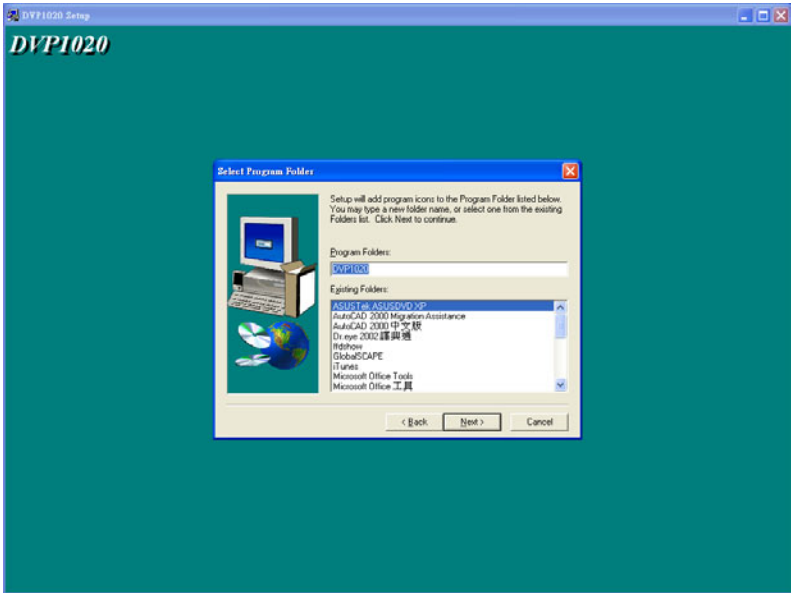 DVP1020 Setup
DVP1020
Select Program Folder
Setup will add program icons to the Program Folder listed below.
You may type a new folder name, or select one from the existing
Folders list. Click Next to continue.
Program Folders:
DVP1020
Existing Folders:
ASUSTek ASUSDVD XP
AutoCAD 2000 Migration Assistance
AutoCAD 2000 中文版
Dr.eye 2002 譯典通
ffdshow
GlobalSCAPE
iTunes
Microsoft Office Tools
Microsoft Office 工具
< Back
Next >
Cancel